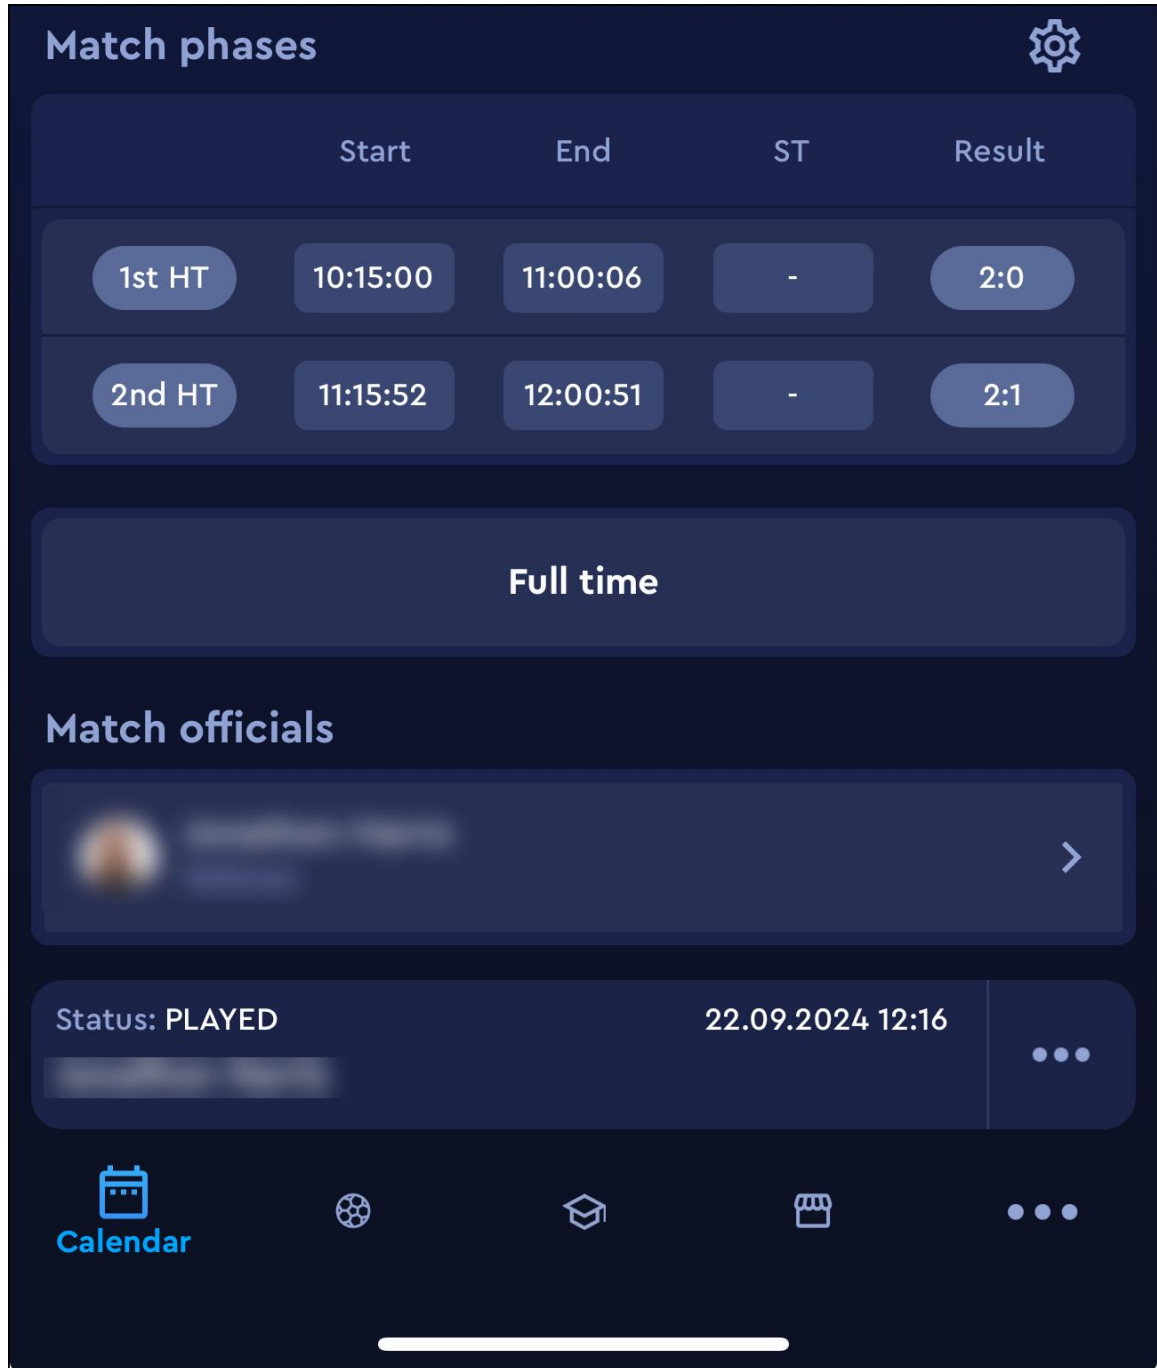 Match phases
Start End ST Result
1st HT 10:15:00 11:00:06 - 2:0
2nd HT 11:15:52 12:00:51 - 2:1
Full time
Match officials
Status: PLAYED 22.09.2024 12:16
Calendar